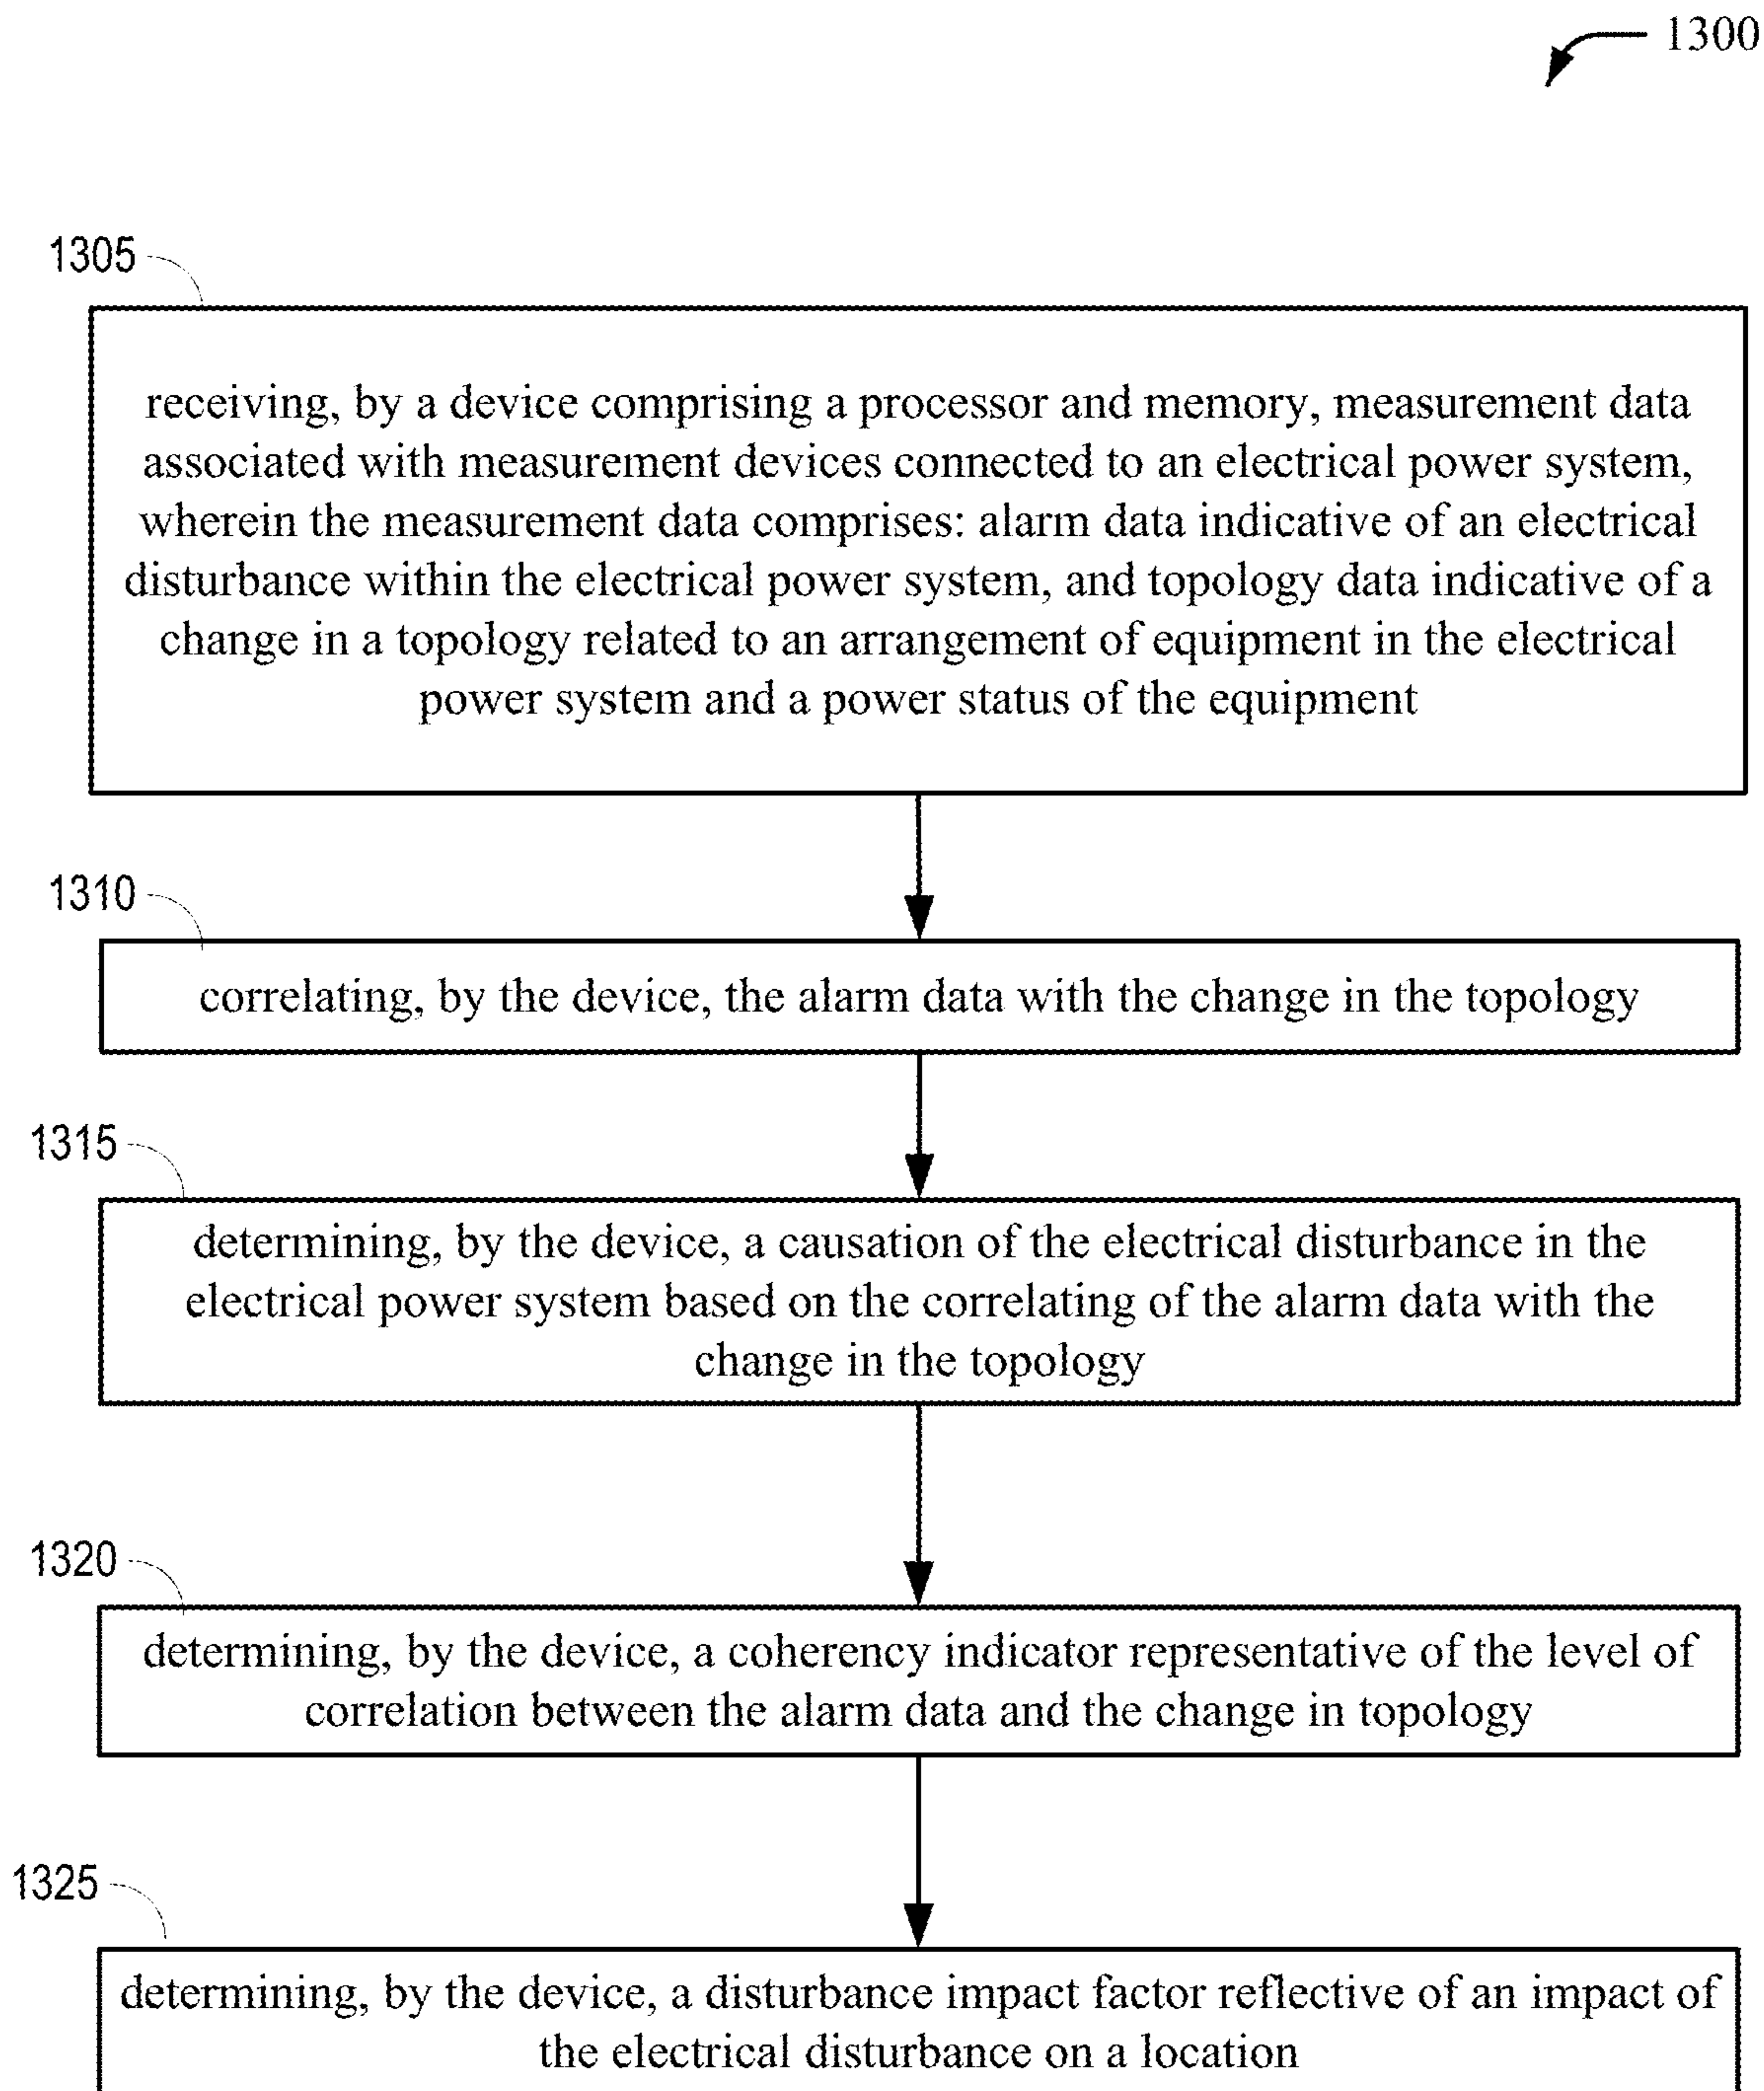 1300
1305
receiving, by a device comprising a processor and memory, measurement data
associated with measurement devices connected to an electrical power system,
wherein the measurement data comprises: alarm data indicative of an electrical
disturbance within the electrical power system, and topology data indicative of a
change in a topology related to an arrangement of equipment in the electrical
power system and a power status of the equipment
1310
correlating, by the device, the alarm data with the change in the topology
1315
determining, by the device, a causation of the electrical disturbance in the
electrical power system based on the correlating of the alarm data with the
change in the topology
1320
determining, by the device, a coherency indicator representative of the level of
correlation between the alarm data and the change in topology
1325
determining, by the device, a disturbance impact factor reflective of an impact of
the electrical disturbance on a location